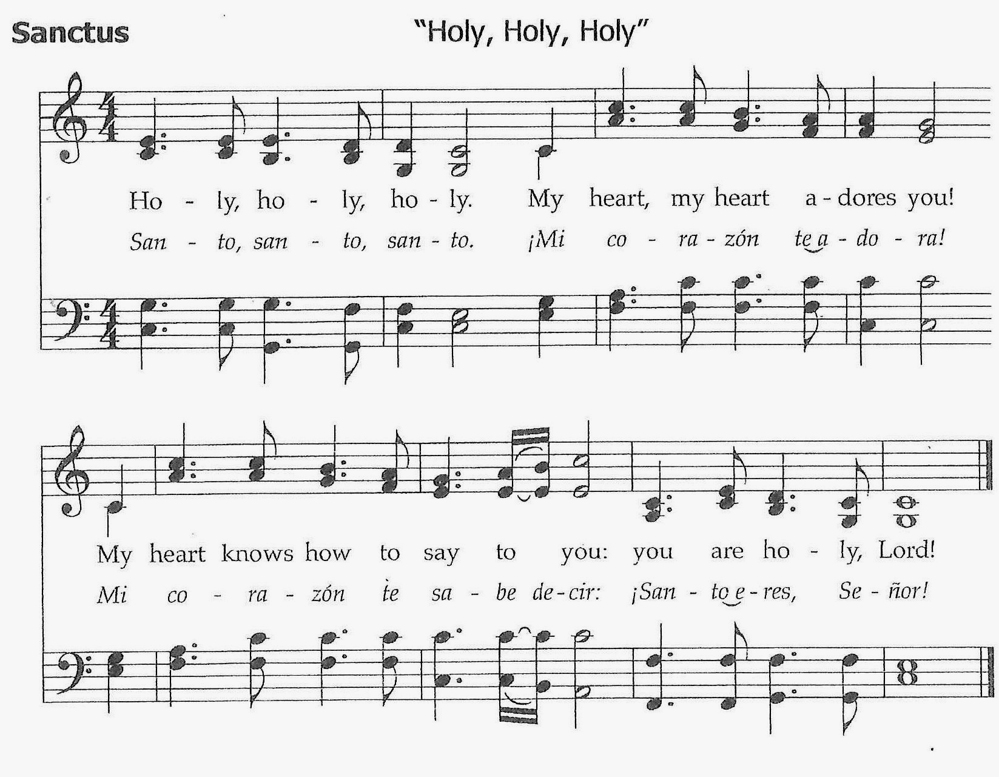 Sanctus "Holy, Holy, Holy"
Ho - ly, ho - ly, ho - ly. My heart, my heart a - dores you!
San - to, san - to, san - to. ¡Mi co - ra - zón te a - do - ra!
My heart knows how to say to you: you are ho - ly, Lord!
Mi co - ra - zón te sa - be de - cir: ¡San - to e - res, Se - ñor!